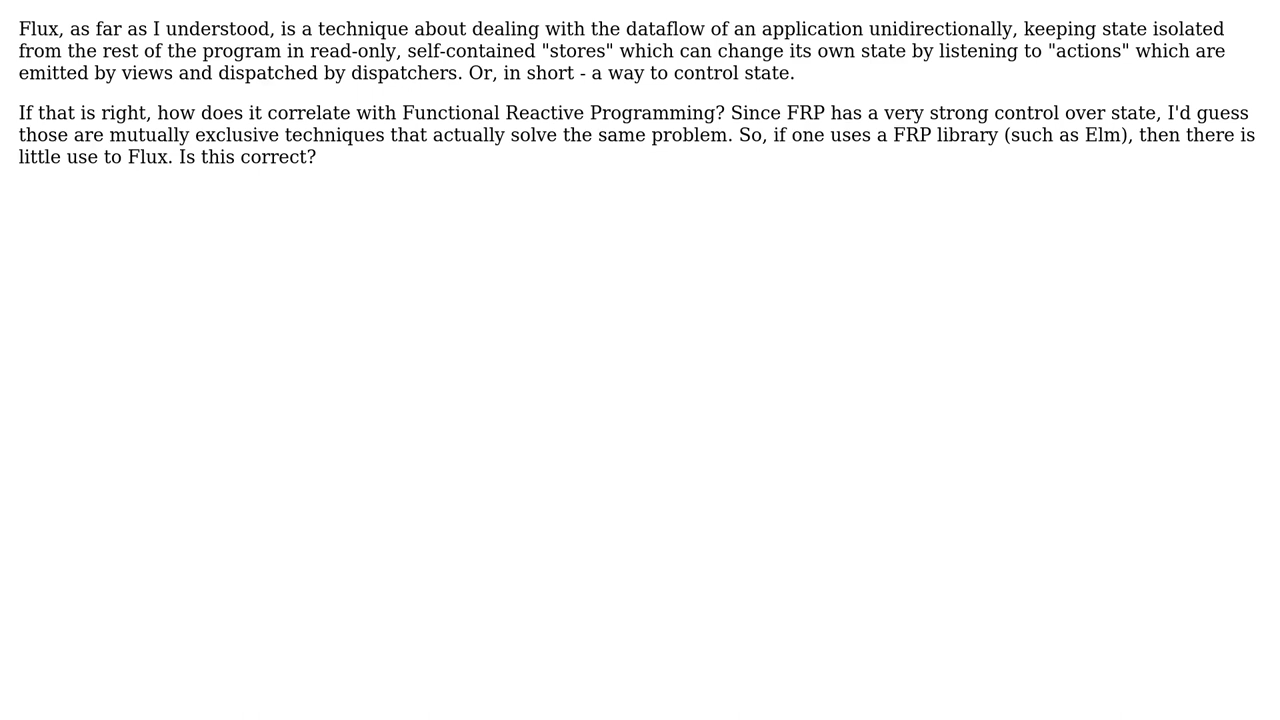 Flux, as far as I understood, is a technique about dealing with the dataflow of an application unidirectionally, keeping state isolated
from the rest of the program in read-only, self-contained "stores" which can change its own state by listening to "actions" which are
emitted by views and dispatched by dispatchers. Or, in short - a way to control state.
If that is right, how does it correlate with Functional Reactive Programming? Since FRP has a very strong control over state, I'd guess
those are mutually exclusive techniques that actually solve the same problem. So, if one uses a FRP library (such as Elm), then there is
little use to Flux. Is this correct?